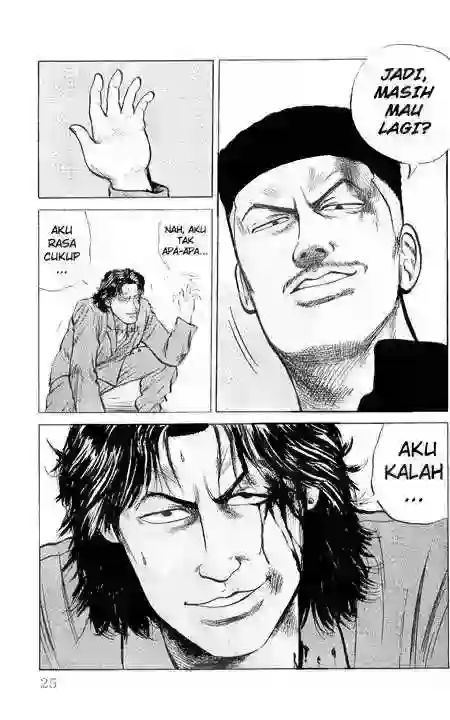 JADI,
MASIH
MAU
LAGI?
NAH, AKU
TAK
APA-APA...
AKU
RASA
CUKUP
...
AKU
KALAH
...
25